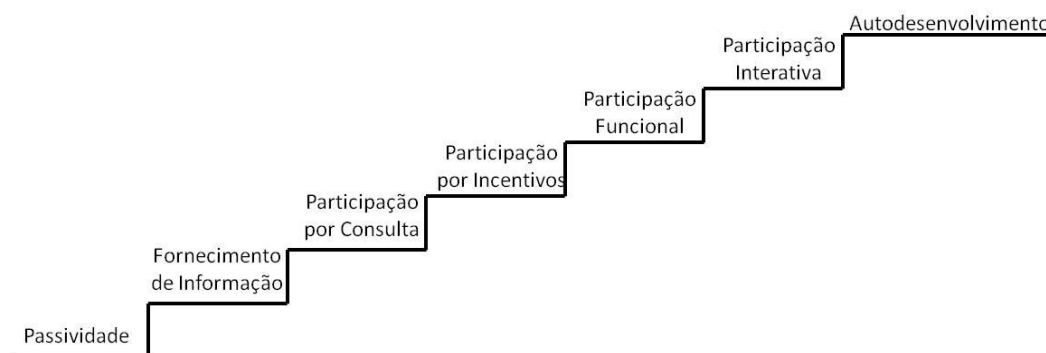 Autodesenvolvimento
Participação
Interativa
Participação
Funcional
Participação
por Incentivos
Participação
por Consulta
Fornecimento
de Informação
Passividade